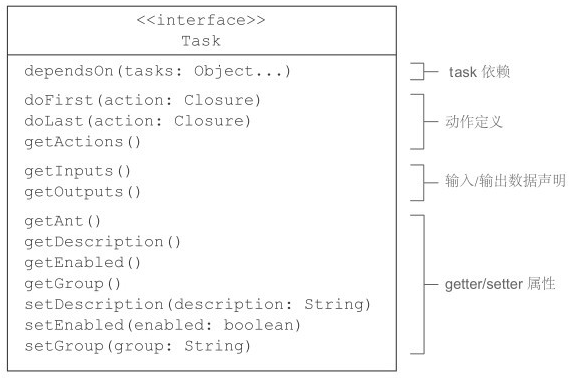 <<interface>>
Task
dependsOn(tasks: Object...)
task 依赖
doFirst(action: Closure)
doLast(action: Closure)
getActions()
动作定义
getInputs()
getOutputs()
输入/输出数据声明
getAnt()
getDescription()
getEnabled()
getGroup()
setDescription(description: String)
setEnabled(enabled: boolean)
setGroup(group: String)
getter/setter 属性